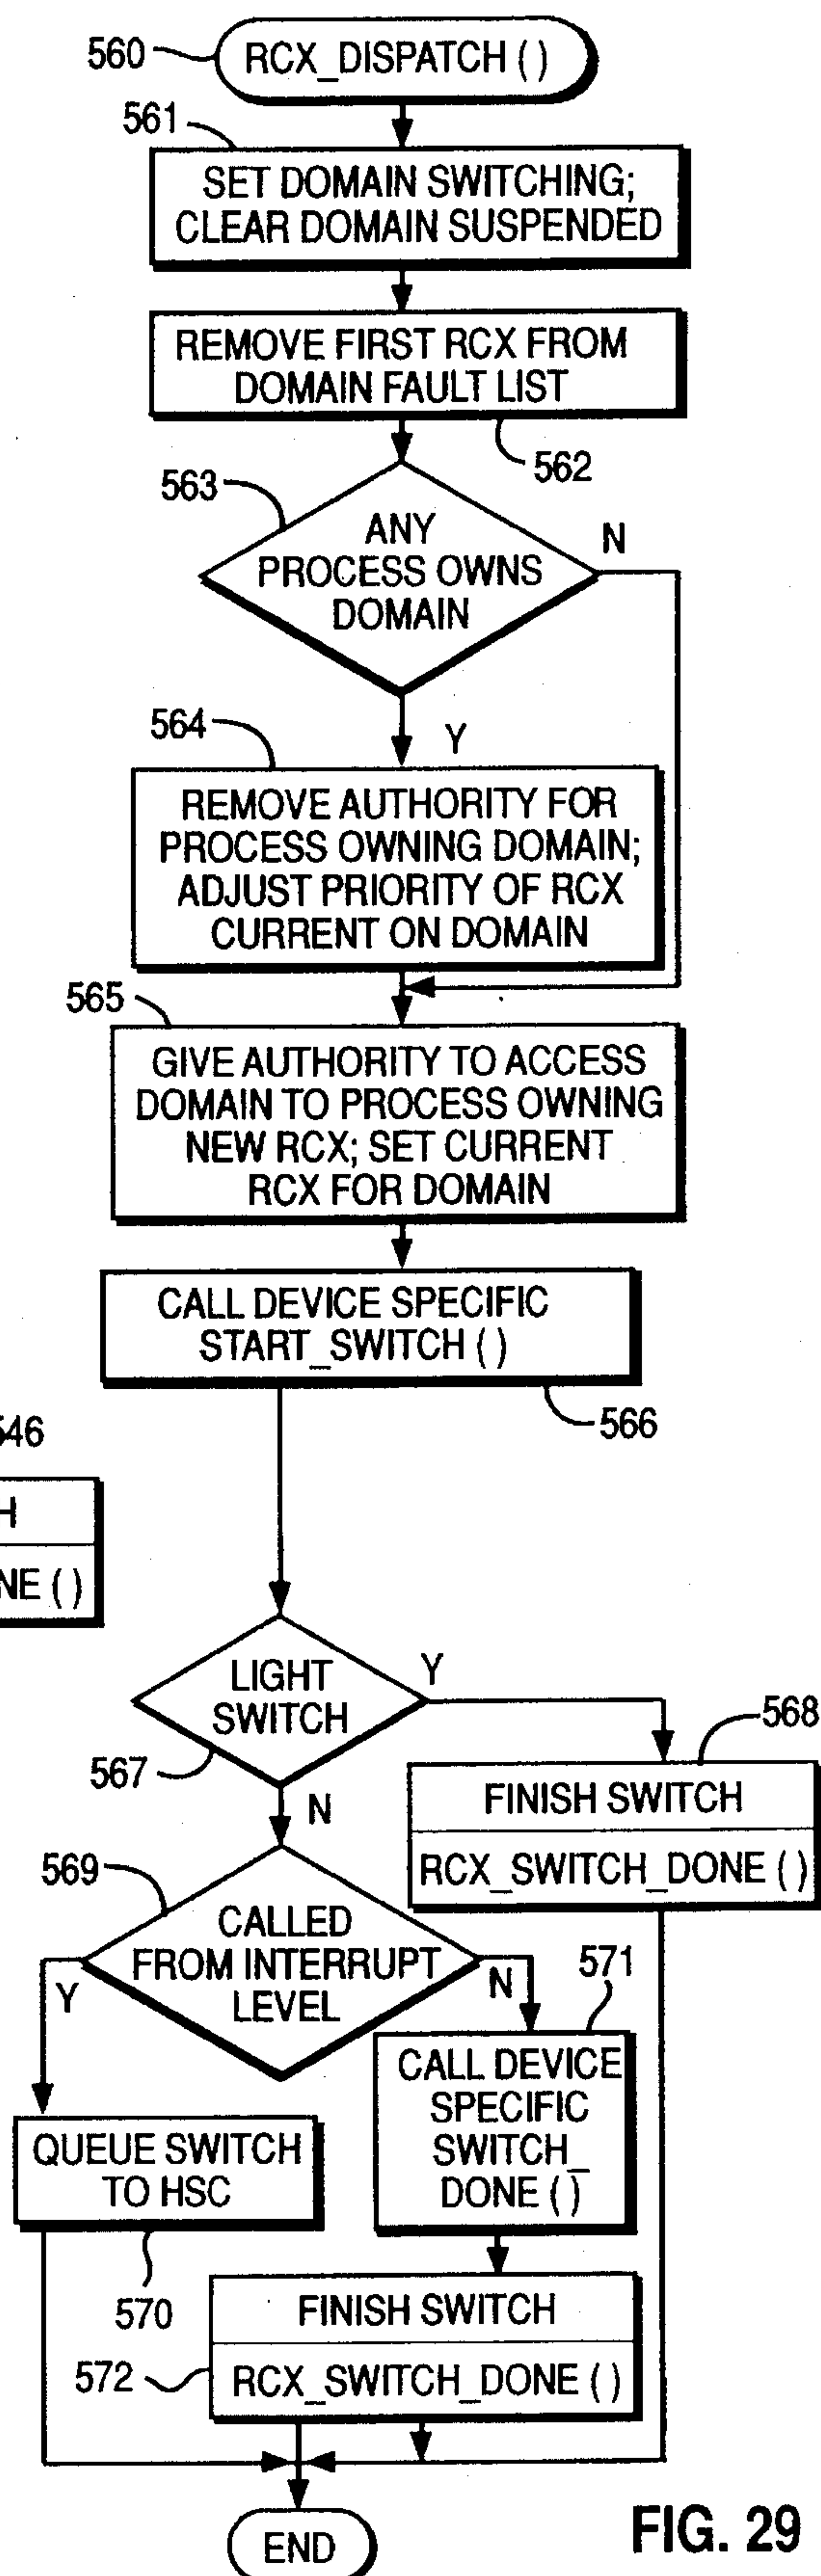 560
RCX_DISPATCH ( )
561
SET DOMAIN SWITCHING;
CLEAR DOMAIN SUSPENDED
REMOVE FIRST RCX FROM
DOMAIN FAULT LIST
562
563
ANY
PROCESS OWNS
DOMAIN
N
Y
564
REMOVE AUTHORITY FOR
PROCESS OWNING DOMAIN;
ADJUST PRIORITY OF RCX
CURRENT ON DOMAIN
565
GIVE AUTHORITY TO ACCESS
DOMAIN TO PROCESS OWNING
NEW RCX; SET CURRENT
RCX FOR DOMAIN
CALL DEVICE SPECIFIC
START_SWITCH ( )
566
546
H
NE ( )
LIGHT
SWITCH
Y
567
N
568
FINISH SWITCH
RCX_SWITCH_DONE ( )
569
CALLED
FROM INTERRUPT
LEVEL
Y
N
571
CALL DEVICE
SPECIFIC
SWITCH_
DONE ( )
QUEUE SWITCH
TO HSC
570
FINISH SWITCH
572
RCX_SWITCH_DONE ( )
END
FIG. 29